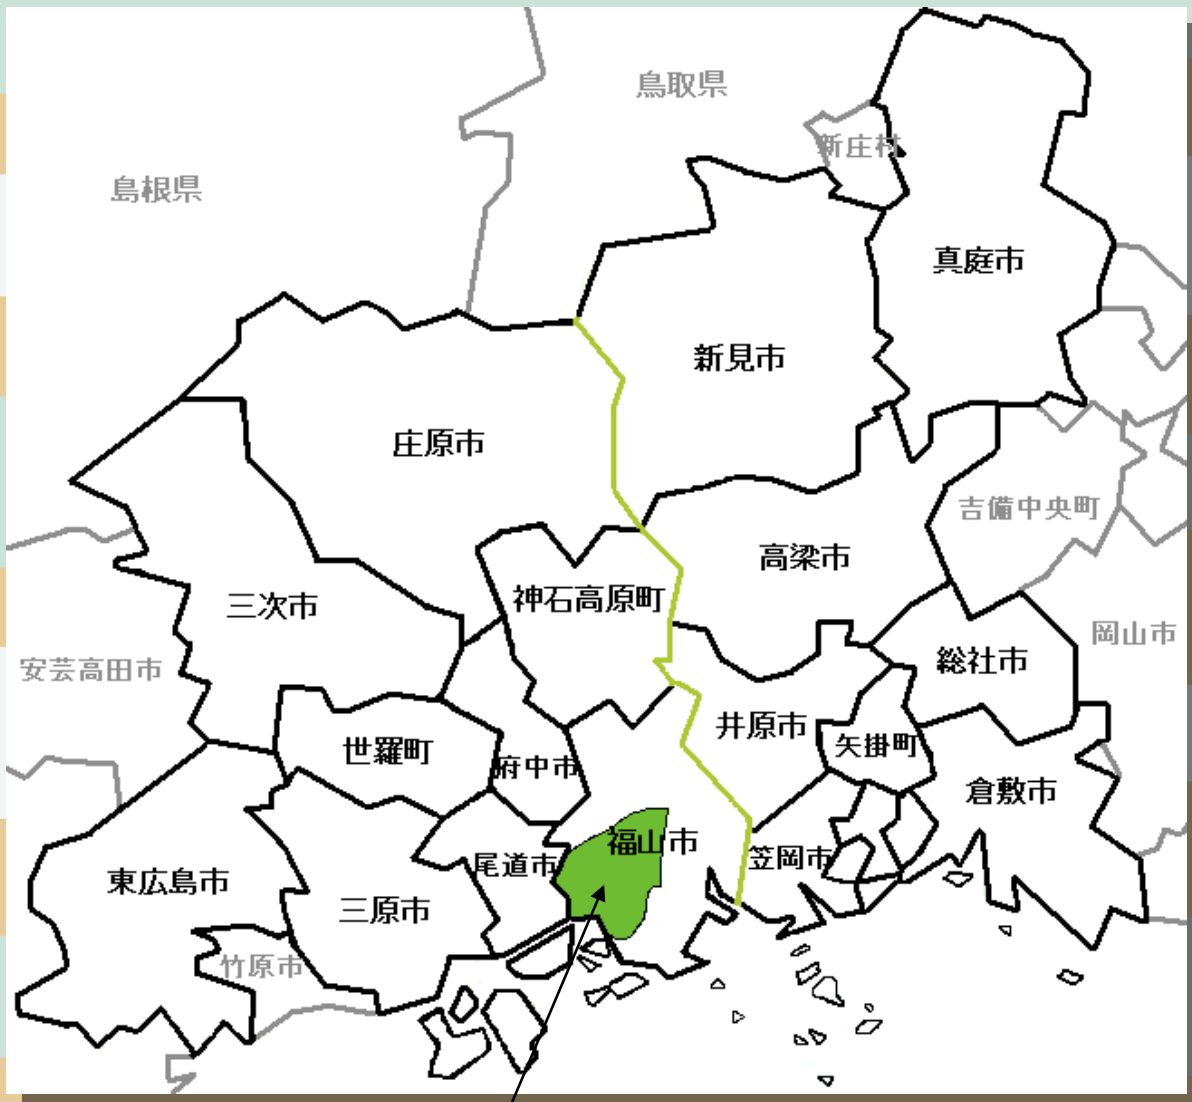 鳥取県
新庄村
島根県
真庭市
新見市
庄原市
吉備中央町
高梁市
神石高原町
三次市
岡山市
総社市
安芸高田市
井原市
矢掛町
世羅町
府中市
倉敷市
福山市
笠岡市
尾道市
東広島市
三原市
竹原市